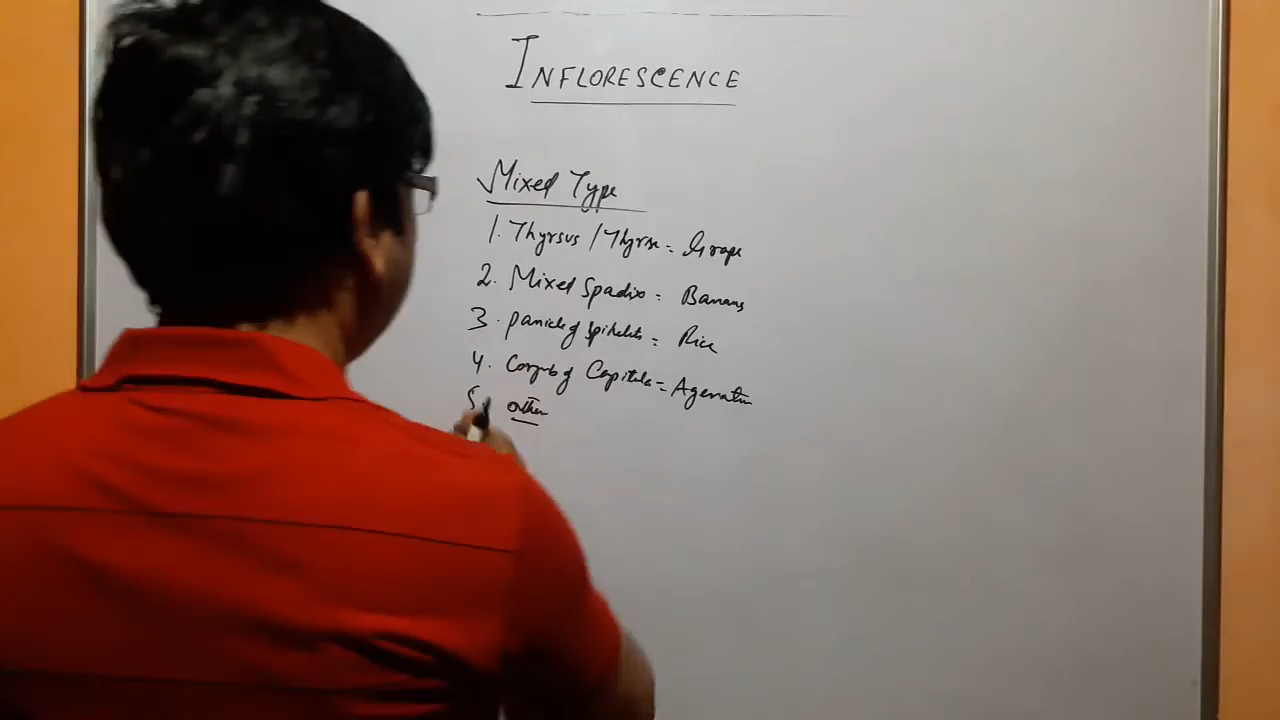 INFLORESCENCE
Mixed Type
1. Thyrsus / Thyrse = Grape
2. Mixed Spadix = Banana
3. panicle of spikelets = Rice
4. Corymb of Capitula = Ageratum
5. other